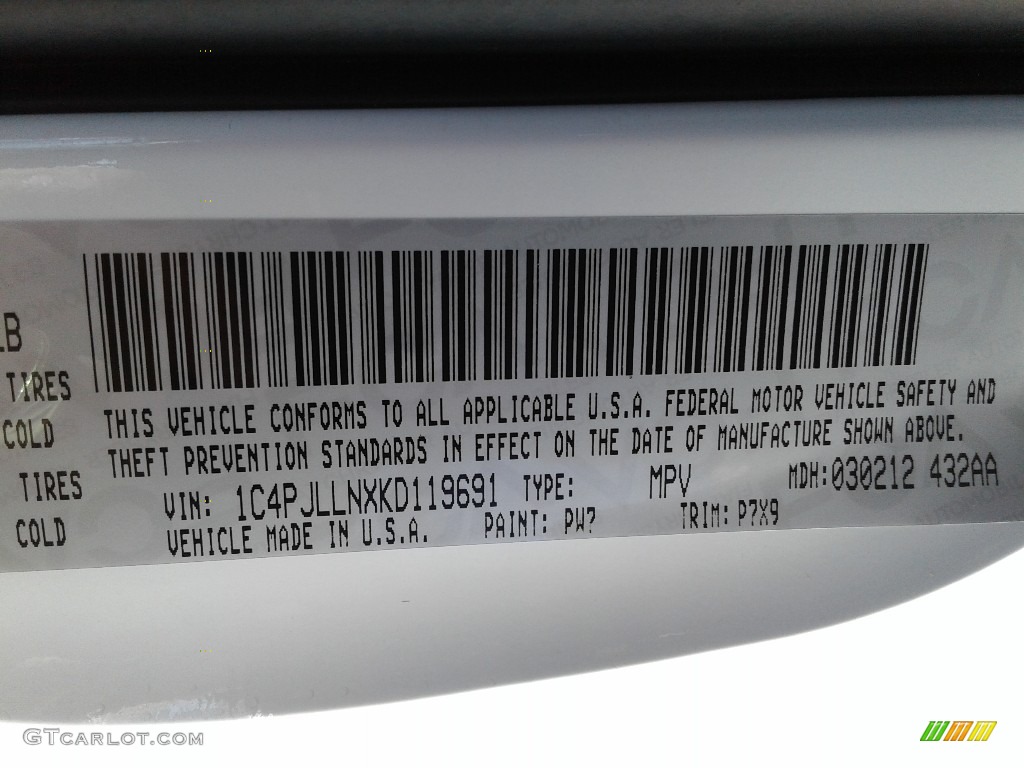 LB
TIRES
COLD
TIRES
COLD
THIS VEHICLE CONFORMS TO ALL APPLICABLE U.S.A. FEDERAL MOTOR VEHICLE SAFETY AND
THEFT PREVENTION STANDARDS IN EFFECT ON THE DATE OF MANUFACTURE SHOWN ABOVE.
VIN: 1C4PJLLNXKD119691 TYPE: MPV MDH:030212 432AA
VEHICLE MADE IN U.S.A. PAINT: PW7 TRIM: P7X9
GTCARLOT.COM